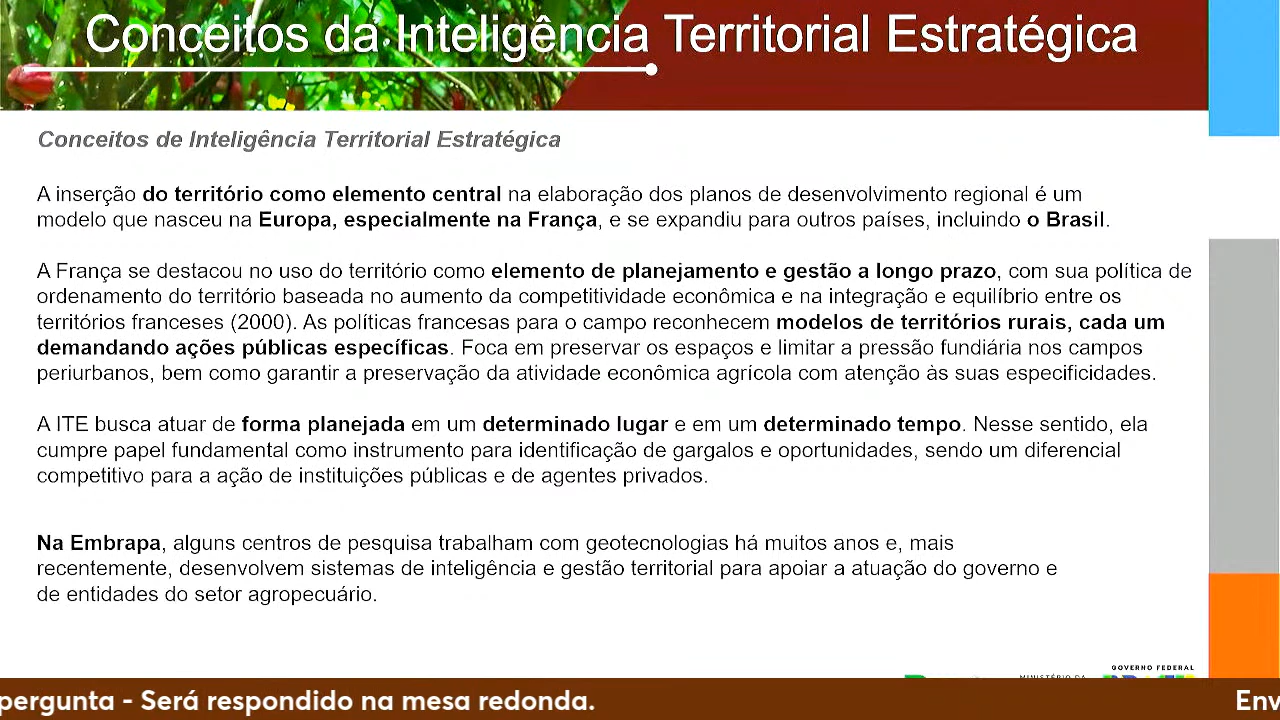 Conceitos da Inteligência Territorial Estratégica
Conceitos de Inteligência Territorial Estratégica
A inserção do território como elemento central na elaboração dos planos de desenvolvimento regional é um
modelo que nasceu na Europa, especialmente na França, e se expandiu para outros países, incluindo o Brasil.
A França se destacou no uso do território como elemento de planejamento e gestão a longo prazo, com sua política de
ordenamento do território baseada no aumento da competitividade econômica e na integração e equilíbrio entre os
territórios franceses (2000). As políticas francesas para o campo reconhecem modelos de territórios rurais, cada um
demandando ações públicas específicas. Foca em preservar os espaços e limitar a pressão fundiária nos campos
periurbanos, bem como garantir a preservação da atividade econômica agrícola com atenção às suas especificidades.
A ITE busca atuar de forma planejada em um determinado lugar e em um determinado tempo. Nesse sentido, ela
cumpre papel fundamental como instrumento para identificação de gargalos e oportunidades, sendo um diferencial
competitivo para a ação de instituições públicas e de agentes privados.
Na Embrapa, alguns centros de pesquisa trabalham com geotecnologias há muitos anos e, mais
recentemente, desenvolvem sistemas de inteligência e gestão territorial para apoiar a atuação do governo e
de entidades do setor agropecuário.
GOVERNO FEDERAL
pergunta - Será respondido na mesa redonda. Env